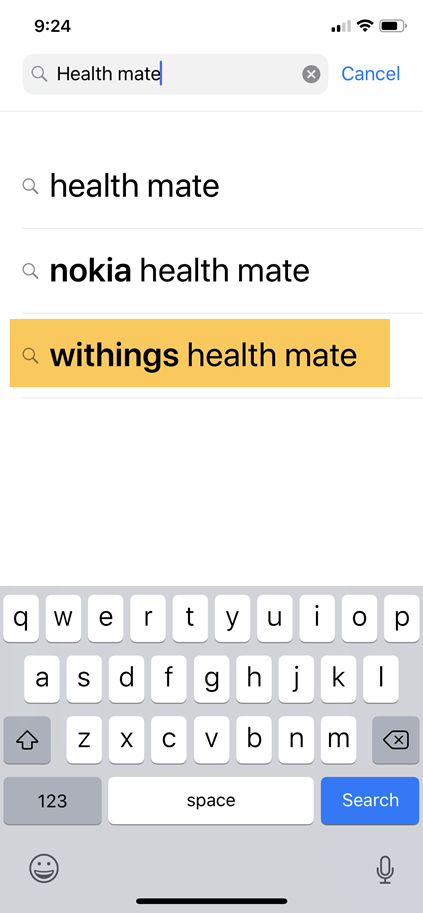 9:24
Health mate Cancel
health mate
nokia health mate
withings health mate
q w e r t y u i o p
a s d f g h j k l
z x c v b n m
123 space Search